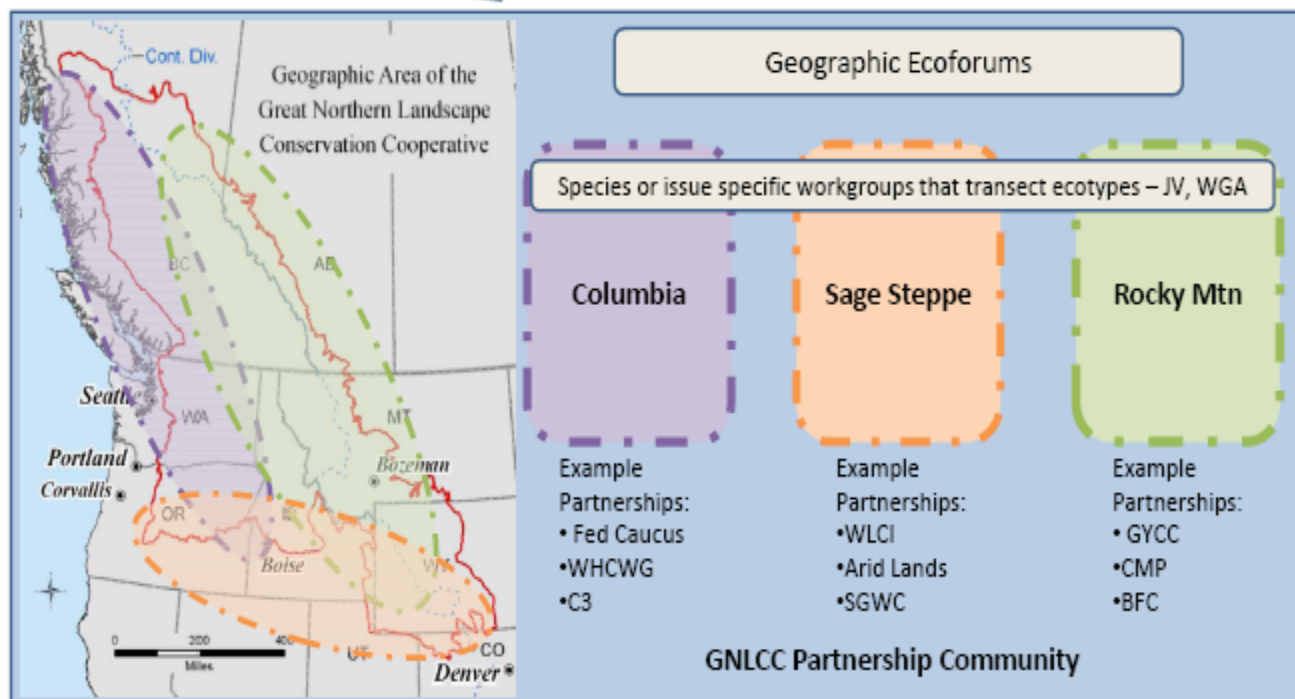 Cont. Div.
Geographic Area of the
Great Northern Landscape
Conservation Cooperative
BC
AB
Seattle
WA
MT
Portland
Bozeman
Corvallis
OR
ID
Boise
WY
0 200 400
Miles
UT
CO
Denver
Geographic Ecoforums
Species or issue specific workgroups that transect ecotypes – JV, WGA
Columbia
Sage Steppe
Rocky Mtn
Example
Partnerships:
• Fed Caucus
•WHCWG
•C3
Example
Partnerships:
•WLCI
•Arid Lands
•SGWC
Example
Partnerships:
• GYCC
•CMP
•BFC
GNLCC Partnership Community